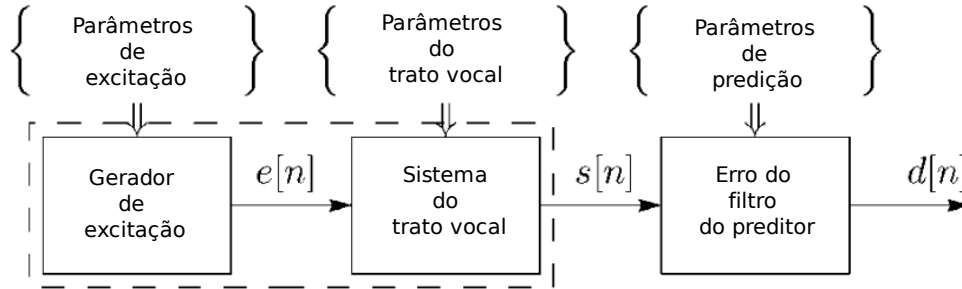 Parâmetros
de
excitação
Parâmetros
do
trato vocal
Parâmetros
de
predição
Gerador
de
excitação
e[n]
Sistema
do
trato vocal
s[n]
Erro do
filtro
do preditor
d[n]